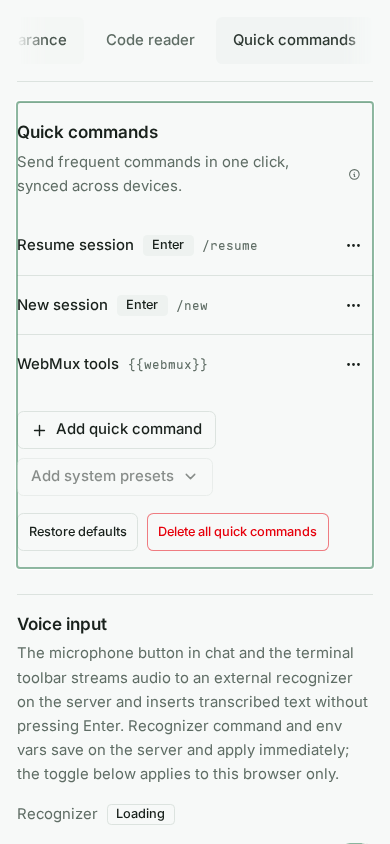 arance
Code reader
Quick commands
Quick commands
Send frequent commands in one click,
synced across devices.
Resume session Enter /resume
New session Enter /new
WebMux tools {{webmux}}
Add quick command
Add system presets
Restore defaults
Delete all quick commands
Voice input
The microphone button in chat and the terminal
toolbar streams audio to an external recognizer
on the server and inserts transcribed text without
pressing Enter. Recognizer command and env
vars save on the server and apply immediately;
the toggle below applies to this browser only.
Recognizer Loading